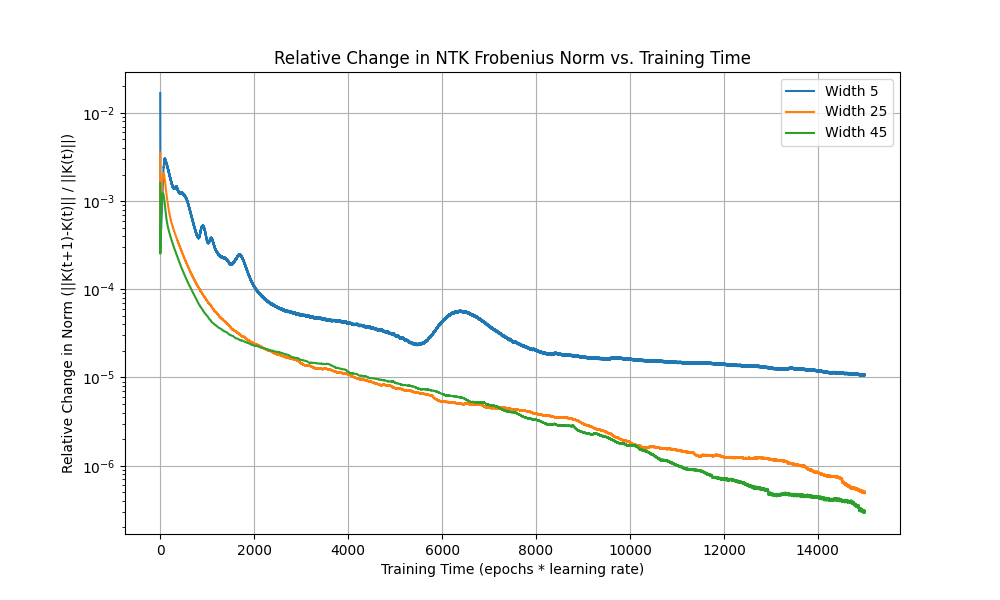 Relative Change in NTK Frobenius Norm vs. Training Time
Relative Change in Norm (||K(t+1)-K(t)|| / ||K(t)||)
10⁻²
10⁻³
10⁻⁴
10⁻⁵
10⁻⁶
Width 5
Width 25
Width 45
0 2000 4000 6000 8000 10000 12000 14000
Training Time (epochs * learning rate)